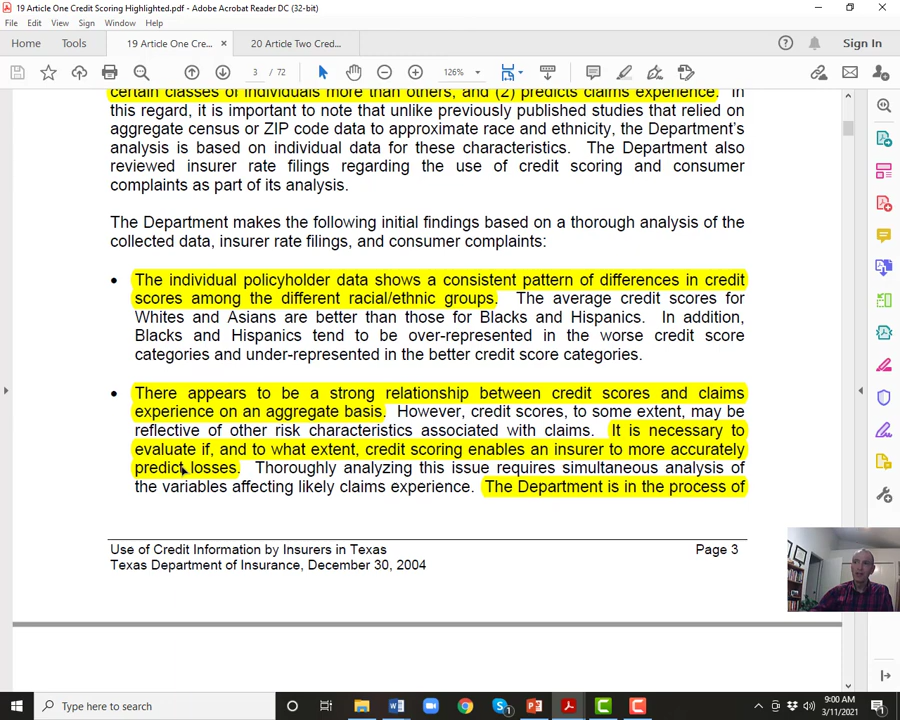 19 Article One Credit Scoring Highlighted.pdf - Adobe Acrobat Reader DC (32-bit)
File Edit View Sign Window Help
Home Tools 19 Article One Cre... × 20 Article Two Cred... Sign In
3 / 72 126%
certain classes of individuals more than others, and (2) predicts claims experience. In
this regard, it is important to note that unlike previously published studies that relied on
aggregate census or ZIP code data to approximate race and ethnicity, the Department's
analysis is based on individual data for these characteristics. The Department also
reviewed insurer rate filings regarding the use of credit scoring and consumer
complaints as part of its analysis.
The Department makes the following initial findings based on a thorough analysis of the
collected data, insurer rate filings, and consumer complaints:
• The individual policyholder data shows a consistent pattern of differences in credit
scores among the different racial/ethnic groups. The average credit scores for
Whites and Asians are better than those for Blacks and Hispanics. In addition,
Blacks and Hispanics tend to be over-represented in the worse credit score
categories and under-represented in the better credit score categories.
• There appears to be a strong relationship between credit scores and claims
experience on an aggregate basis. However, credit scores, to some extent, may be
reflective of other risk characteristics associated with claims. It is necessary to
evaluate if, and to what extent, credit scoring enables an insurer to more accurately
predict losses. Thoroughly analyzing this issue requires simultaneous analysis of
the variables affecting likely claims experience. The Department is in the process of
Use of Credit Information by Insurers in Texas Page 3
Texas Department of Insurance, December 30, 2004
Type here to search
9:00 AM
3/11/2021